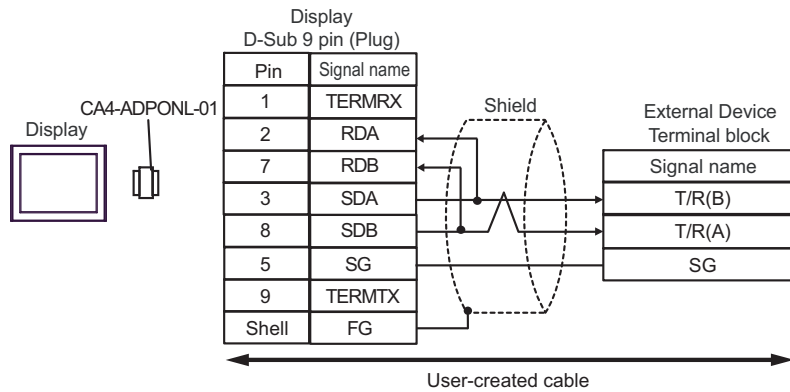 Display
D-Sub 9 pin (Plug)
Pin Signal name
1 TERMRX
2 RDA
7 RDB
3 SDA
8 SDB
5 SG
9 TERMTX
Shell FG
CA4-ADPONL-01
Display
Shield
External Device
Terminal block
Signal name
T/R(B)
T/R(A)
SG
User-created cable